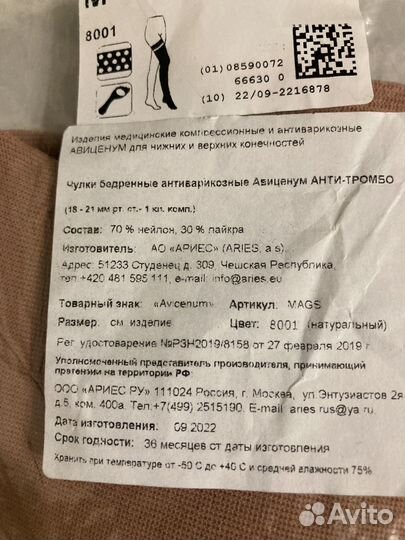 8001
(01) 08590072
66630 0
(10) 22/09-2216878
Изделия медицинские компрессионные и антиварикозные
АВИЦЕНУМ для нижних и верхних конечностей
Чулки бедренные антиварикозные Авиценум АНТИ-ТРОМБО
(18 - 21 мм рт. ст.- 1 кл. комп.)
Состав: 70 % нейлон, 30 % лайкра
Изготовитель: АО «АРИЕС» (ARIES, a.s),
Адрес: 51233 Студенец д. 309, Чешская Республика,
тел +420 481 595 111, e-mail: info@aries.eu
Товарный знак: «Avicenum» Артикул: MAGS
Размер: см изделие Цвет: 8001 (натуральный)
Рег. удостоверение №РЗН2019/8158 от 27 февраля 2019 г.
Уполномоченный представитель производителя, принимающий
претензии на территории РФ:
ООО «АРИЕС РУ» 111024 Россия, г. Москва, ул.Энтузиастов 2я
д.5, ком. 400а. Тел.:+7(499) 2515190. E-mail: aries.rus@ya.ru.
Дата изготовления: 09.2022
Срок годности: 36 месяцев от даты изготовления
Хранить при температуре от -50 С до +40 С и средней влажности 75%
Avito